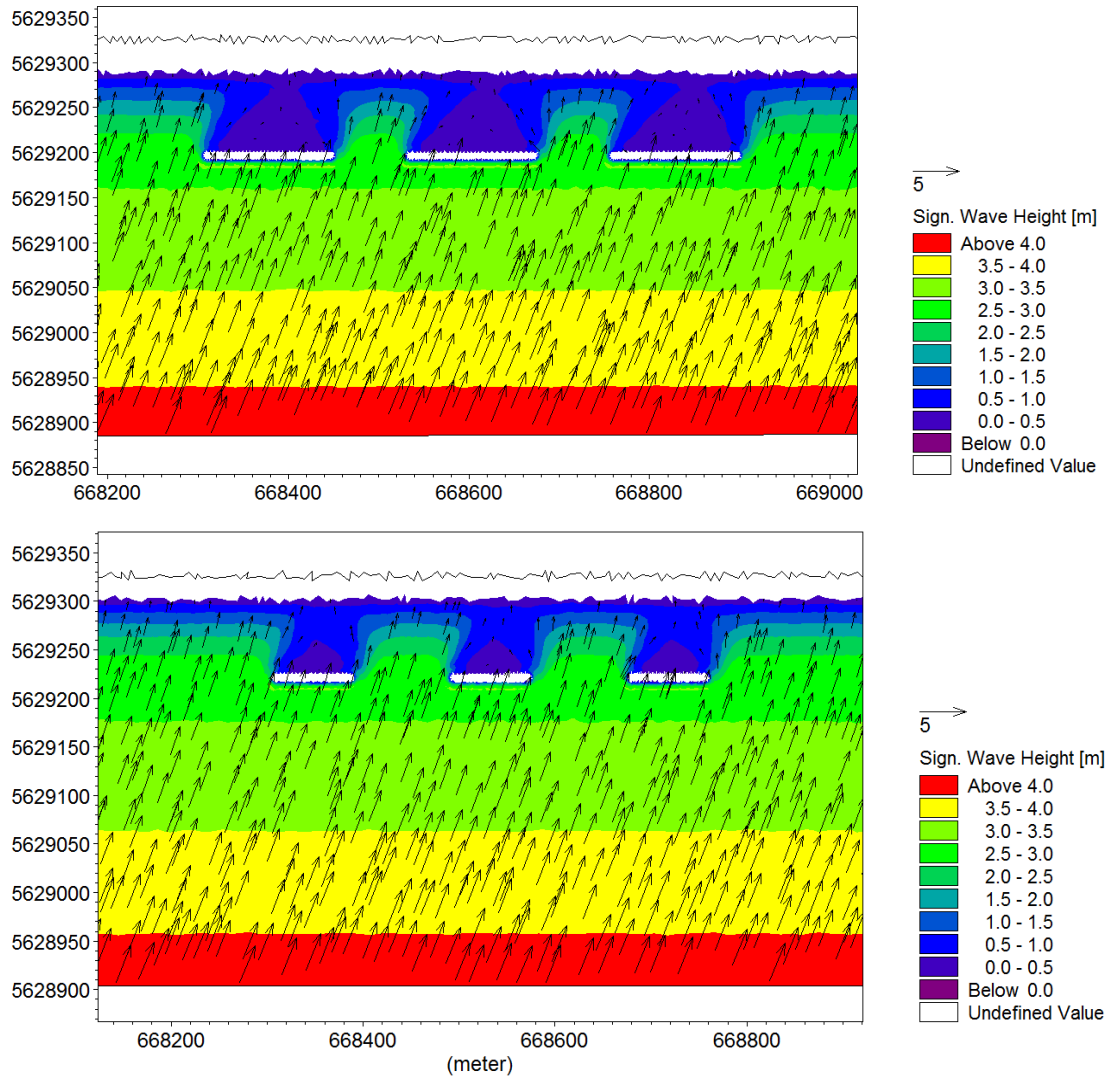 5629350
5629300
5629250
5629200
5629150
5629100
5629050
5629000
5628950
5628900
5628850
668200 668400 668600 668800 669000
5
Sign. Wave Height [m]
Above 4.0
3.5 - 4.0
3.0 - 3.5
2.5 - 3.0
2.0 - 2.5
1.5 - 2.0
1.0 - 1.5
0.5 - 1.0
0.0 - 0.5
Below 0.0
Undefined Value
5629350
5629300
5629250
5629200
5629150
5629100
5629050
5629000
5628950
5628900
668200 668400 668600 668800
(meter)
5
Sign. Wave Height [m]
Above 4.0
3.5 - 4.0
3.0 - 3.5
2.5 - 3.0
2.0 - 2.5
1.5 - 2.0
1.0 - 1.5
0.5 - 1.0
0.0 - 0.5
Below 0.0
Undefined Value